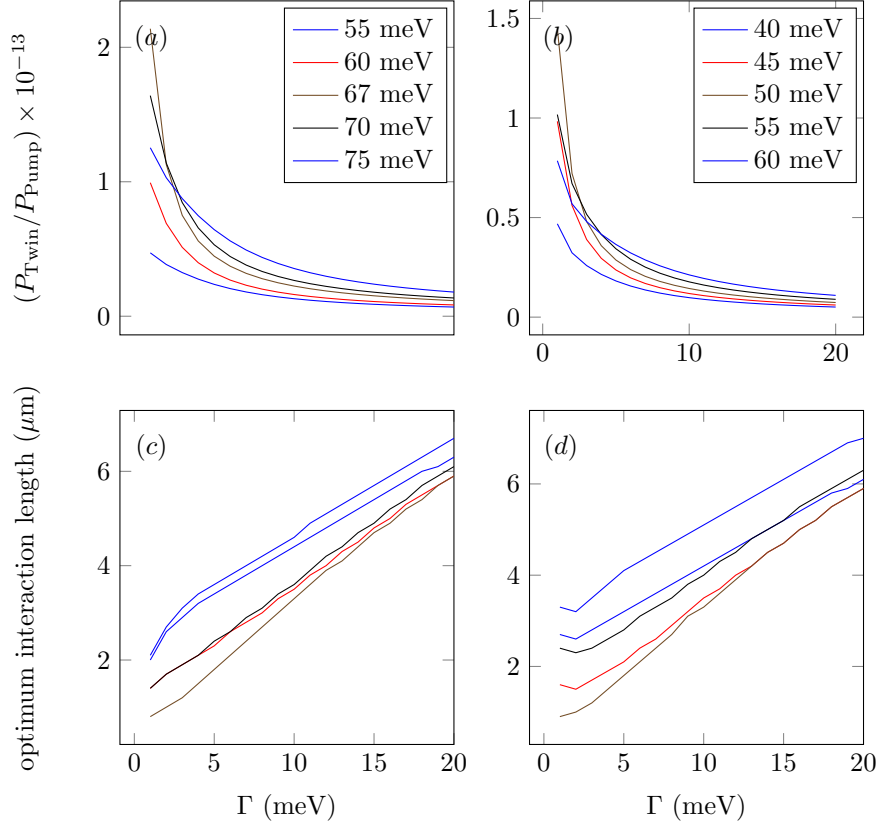 (P_Twin/P_Pump) × 10^−13
2
1
0
(a)
55 meV
60 meV
67 meV
70 meV
75 meV
1.5
1
0.5
0
0
10
20
(b)
40 meV
45 meV
50 meV
55 meV
60 meV
optimum interaction length (μm)
6
4
2
0
5
10
15
20
(c)
Γ (meV)
6
4
2
0
5
10
15
20
(d)
Γ (meV)